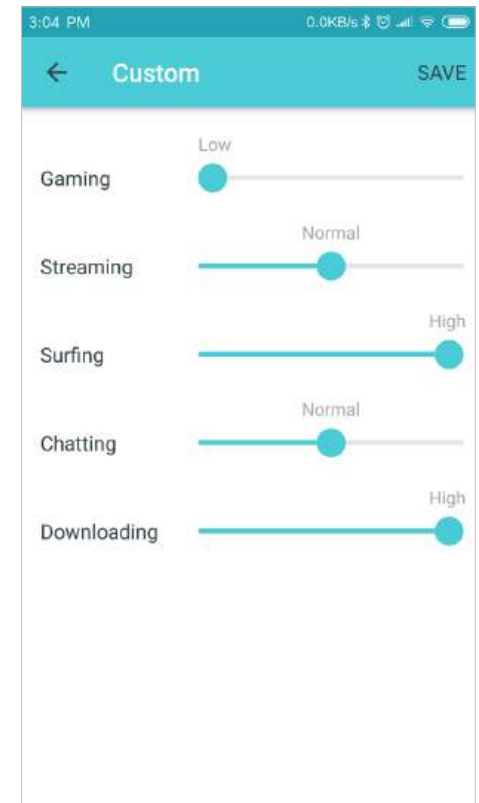 3:04 PM 0.0KB/s
Custom SAVE
Low
Gaming
Normal
Streaming
High
Surfing
Normal
Chatting
High
Downloading